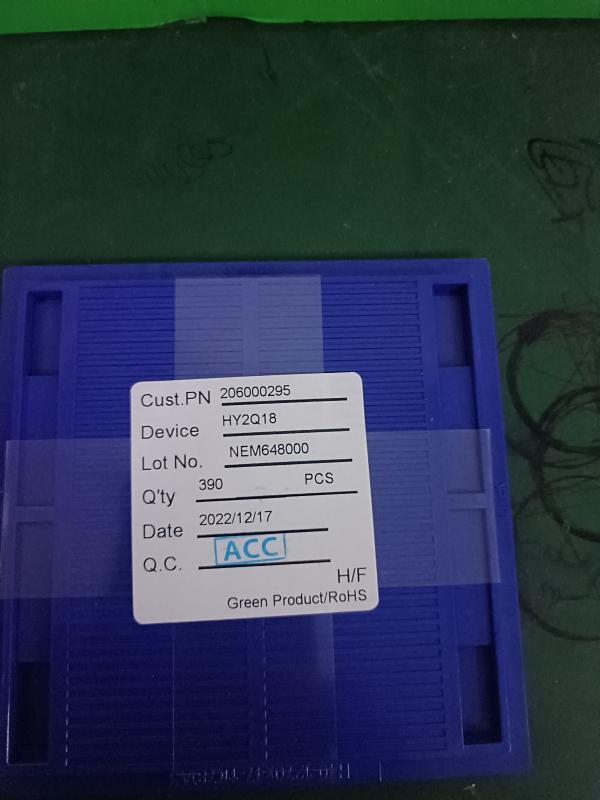 Cust.PN 206000295
Device HY2Q18
Lot No. NEM648000
Q'ty 390 PCS
Date 2022/12/17
Q.C. ACC
H/F
Green Product/RoHS